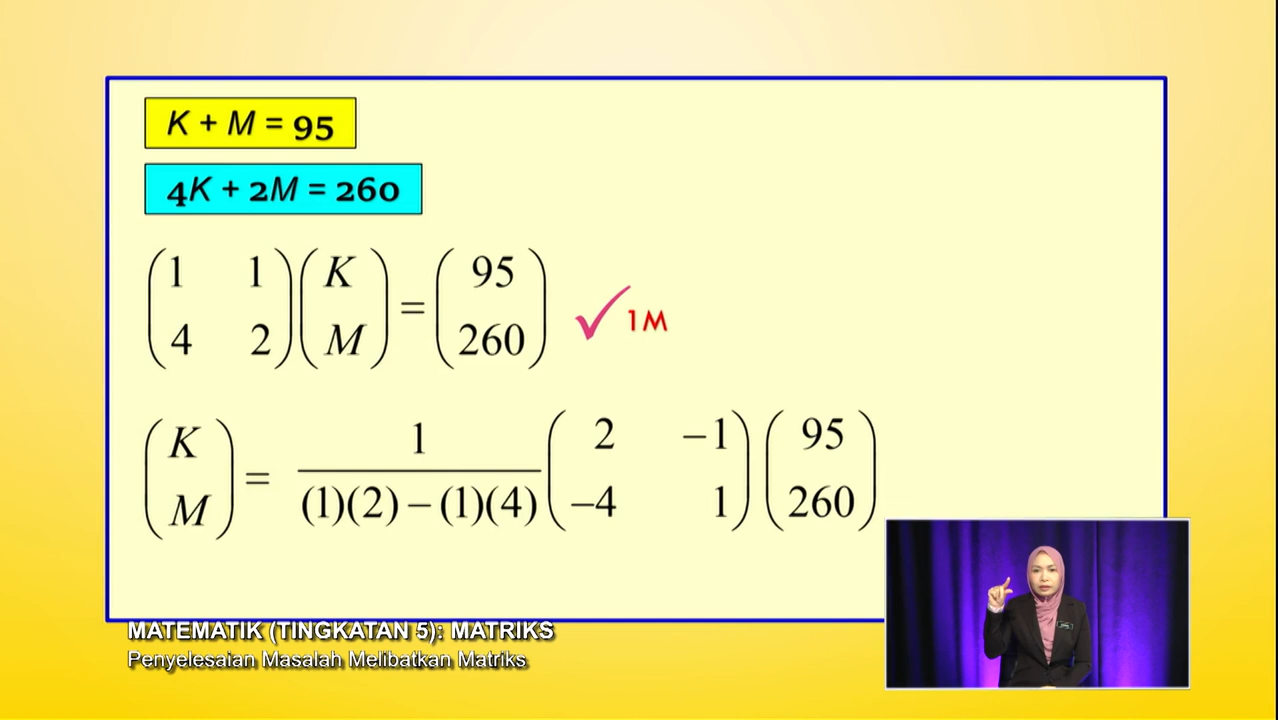 K + M = 95
4K + 2M = 260
(1 1) (K) = (95)
(4 2) (M) (260)
1M
(K) = 1 (2 −1) (95)
(M) (1)(2) − (1)(4) (−4 1) (260)
MATEMATIK (TINGKATAN 5): MATRIKS
Penyelesaian Masalah Melibatkan Matriks